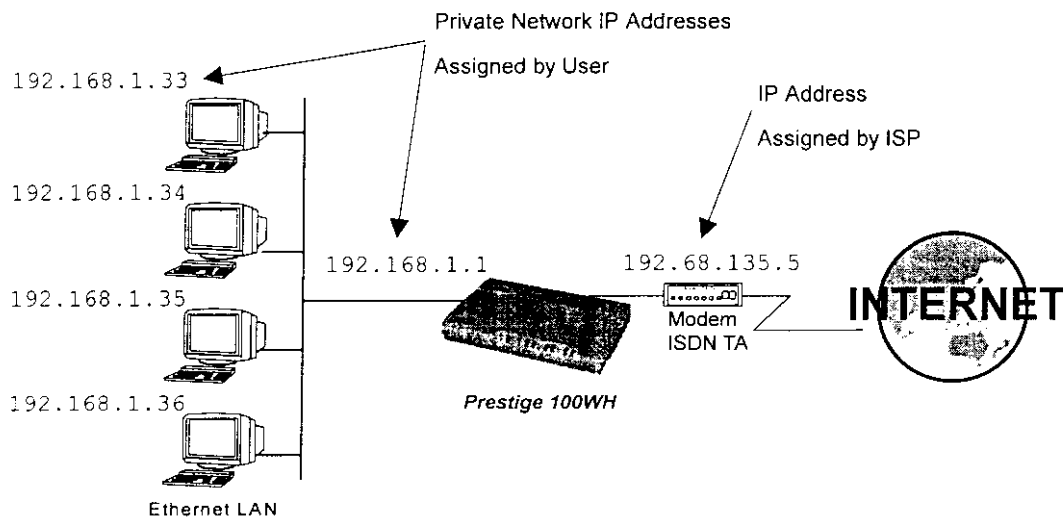 Private Network IP Addresses
Assigned by User
192.168.1.33
IP Address
Assigned by ISP
192.168.1.34
192.168.1.1
192.68.135.5
192.168.1.35
INTERNET
Modem
ISDN TA
192.168.1.36
Prestige 100WH
Ethernet LAN